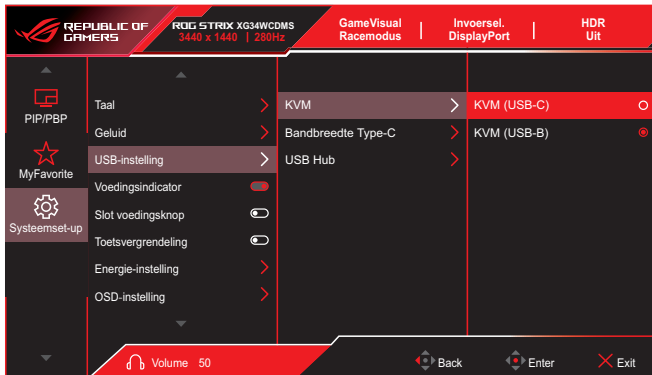 REPUBLIC OF
GAMERS
ROG STRIX XG34WCDMS
3440 x 1440 | 280Hz
GameVisual
Racemodus
Invoersel.
DisplayPort
HDR
Uit
PIP/PBP
MyFavorite
Systeemset-up
Taal
Geluid
USB-instelling
Voedingsindicator
Slot voedingsknop
Toetsvergrendeling
Energie-instelling
OSD-instelling
KVM
Bandbreedte Type-C
USB Hub
KVM (USB-C)
KVM (USB-B)
Volume 50
Back
Enter
Exit